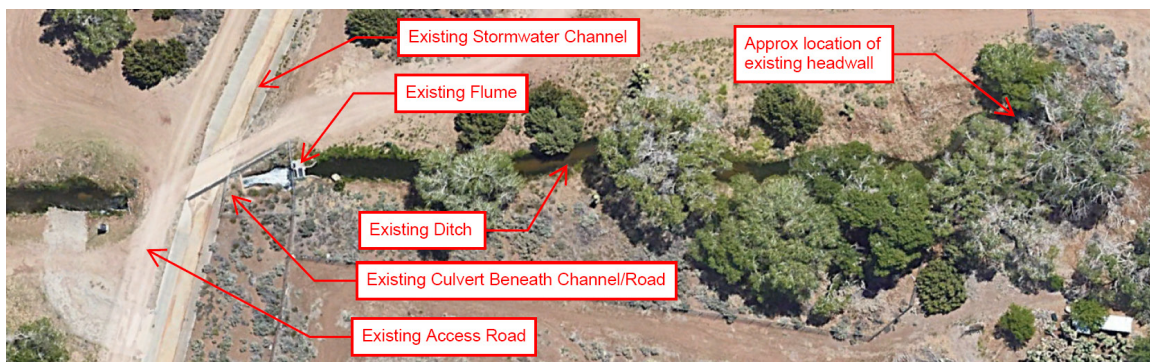 Existing Stormwater Channel
Approx location of
existing headwall
Existing Flume
Existing Ditch
Existing Culvert Beneath Channel/Road
Existing Access Road